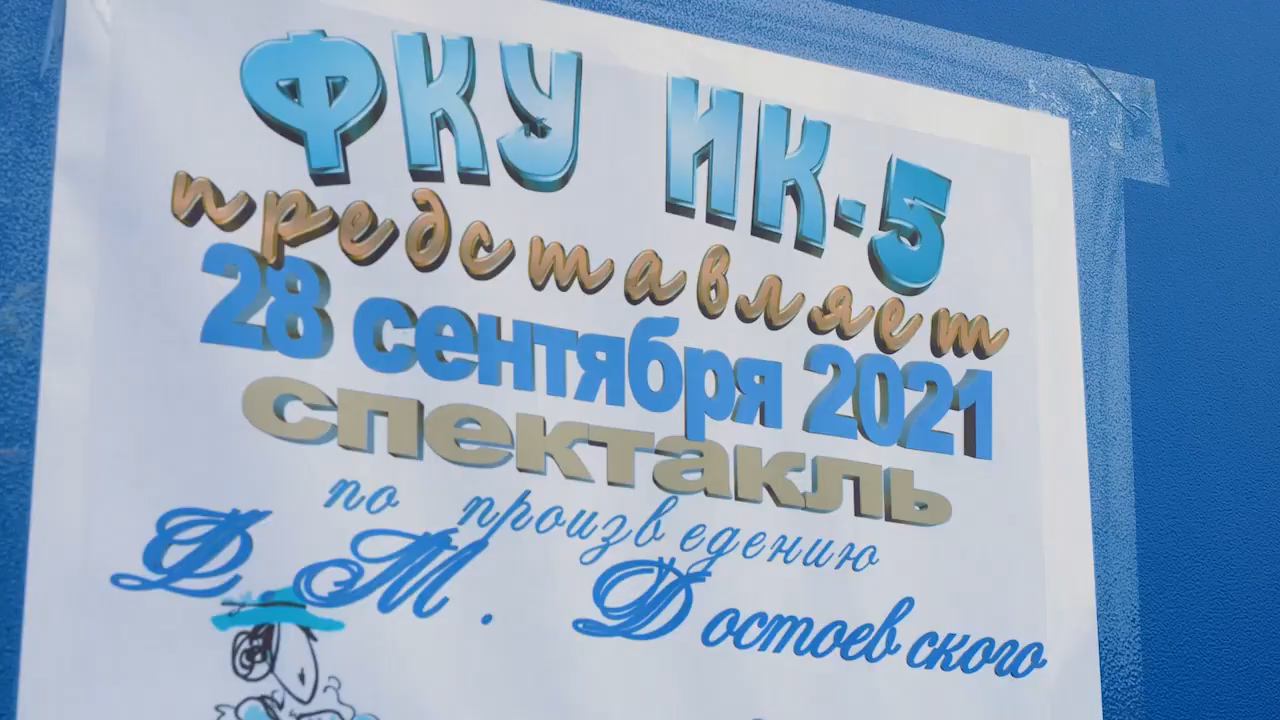 ФКУ ИК-5
представляет
28 сентября 2021
спектакль
по произведению
Ф.М. Достоевского